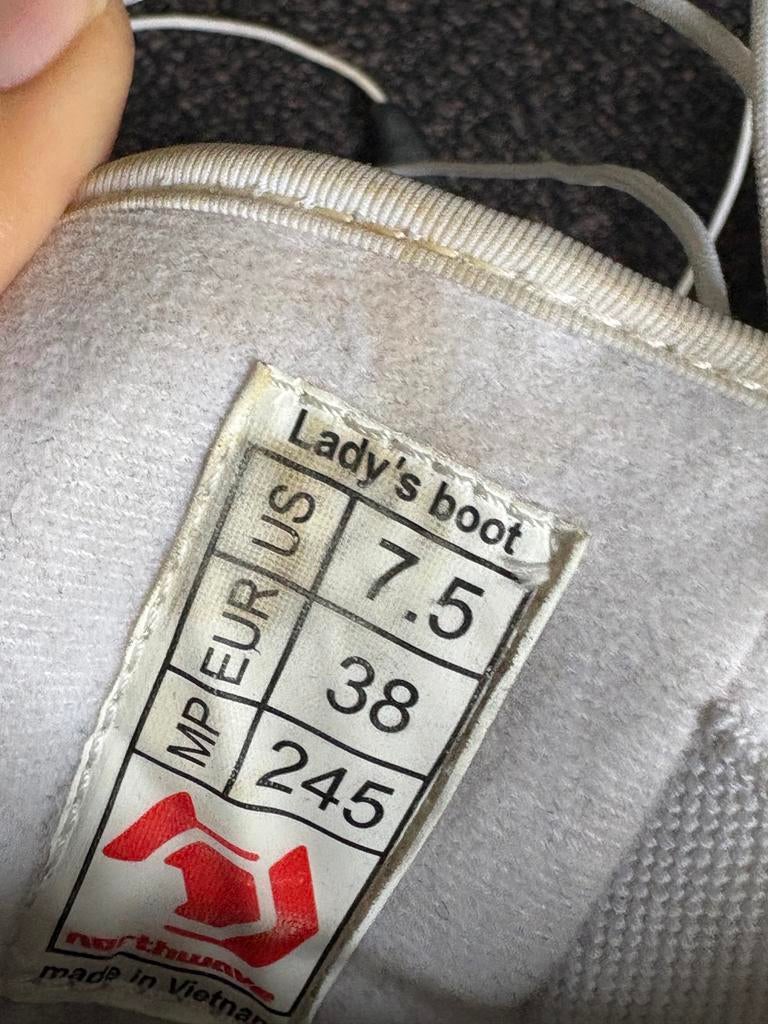 Lady's boot
US 7.5
EUR 38
MP 245
northwave
made in Vietnam